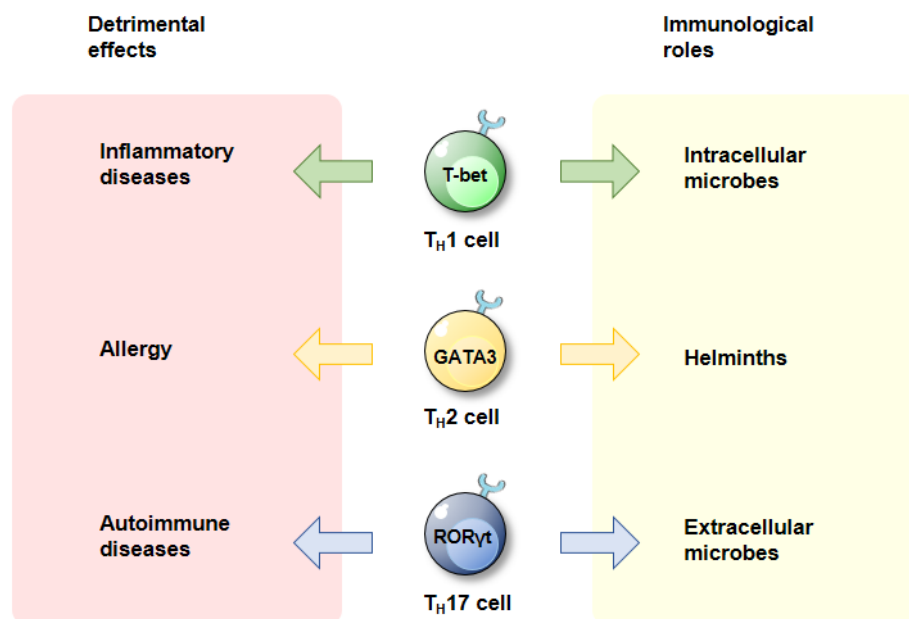 Detrimental
effects
Immunological
roles
Inflammatory
diseases
T-bet
Intracellular
microbes
TH1 cell
Allergy
GATA3
Helminths
TH2 cell
Autoimmune
diseases
RORγt
Extracellular
microbes
TH17 cell